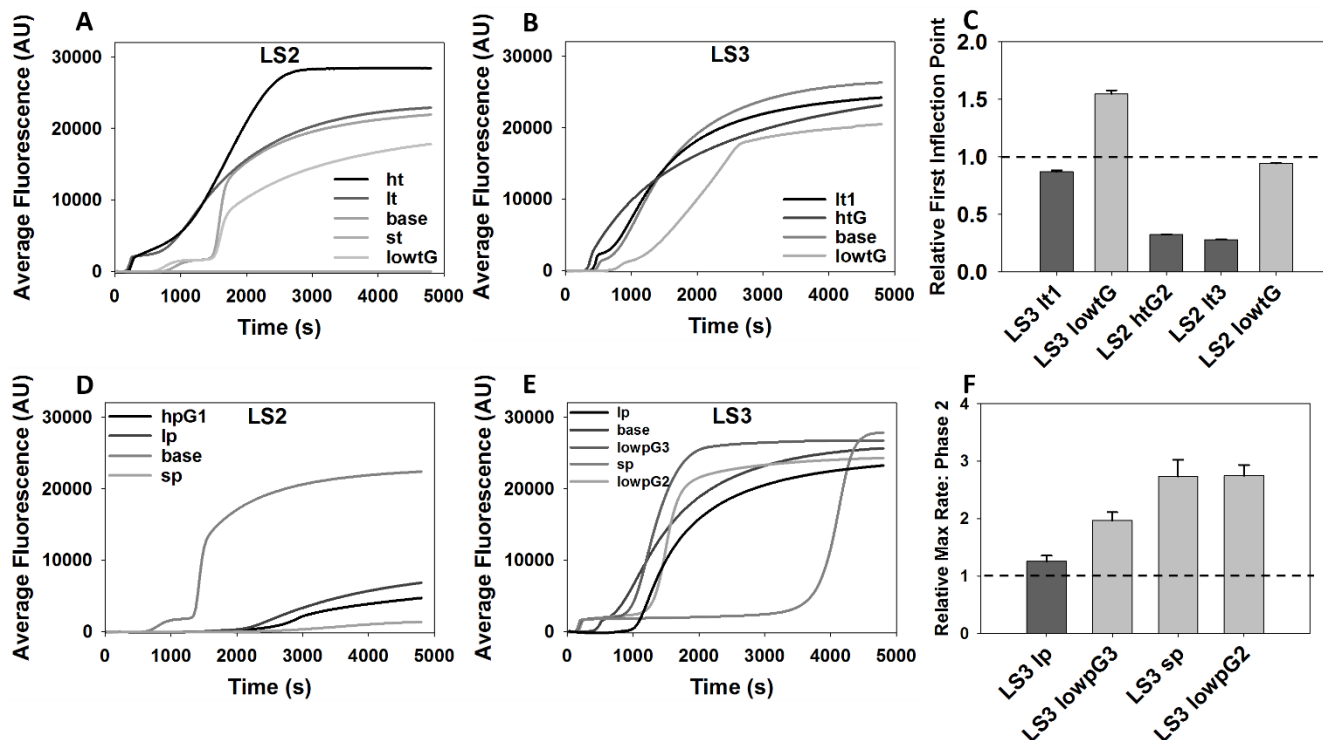 A
LS2
Average Fluorescence (AU)
30000
20000
10000
0
ht
lt
base
st
lowtG
0 1000 2000 3000 4000 5000
Time (s)
B
LS3
Average Fluorescence (AU)
30000
20000
10000
0
lt1
htG
base
lowtG
0 1000 2000 3000 4000 5000
Time (s)
C
Relative First Inflection Point
2.0
1.5
1.0
0.5
0.0
LS3 lt1
LS3 lowtG
LS2 htG2
LS2 lt3
LS2 lowtG
D
LS2
Average Fluorescence (AU)
30000
20000
10000
0
hpG1
lp
base
sp
0 1000 2000 3000 4000 5000
Time (s)
E
LS3
Average Fluorescence (AU)
30000
20000
10000
0
lp
base
lowpG3
sp
lowpG2
0 1000 2000 3000 4000 5000
Time (s)
F
Relative Max Rate: Phase 2
4
3
2
1
0
LS3 lp
LS3 lowpG3
LS3 sp
LS3 lowpG2